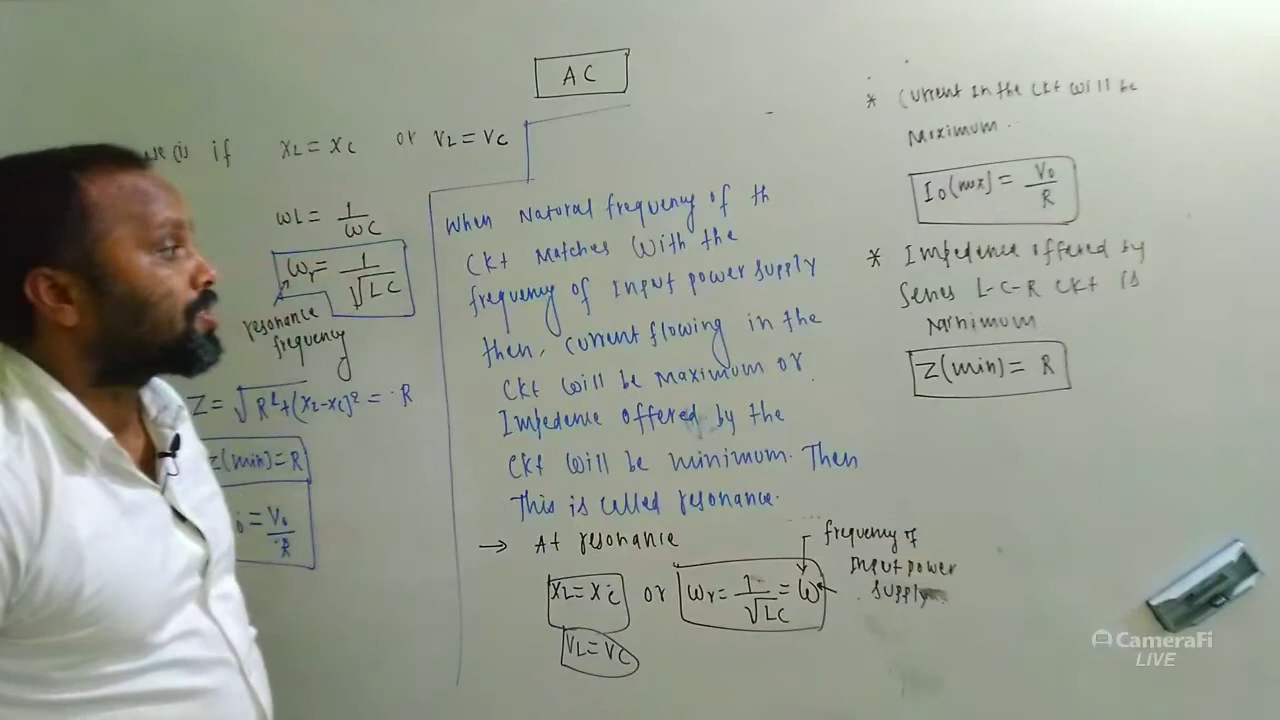 AC
if XL = XC or VL = VC
ωL = 1/ωC
ωr = 1/√LC
resonance
frequency
Z = √R²+(XL-XC)² = R
Z(min) = R
= V0/R
When Natural frequency of th
Ckt Matches With the
frequency of Input power supply
then, current flowing in the
Ckt Will be Maximum or
Impedence offered by the
Ckt Will be minimum. Then
This is called resonance.
→ At resonance
XL = XC or ωr = 1/√LC = ω
VL = VC
frequency of
Input power
supply
* Current In the Ckt Will be
Maximum.
I0(max) = V0/R
* Impedence offered by
Series L-C-R Ckt is
Minimum
Z(min) = R
CameraFi
LIVE